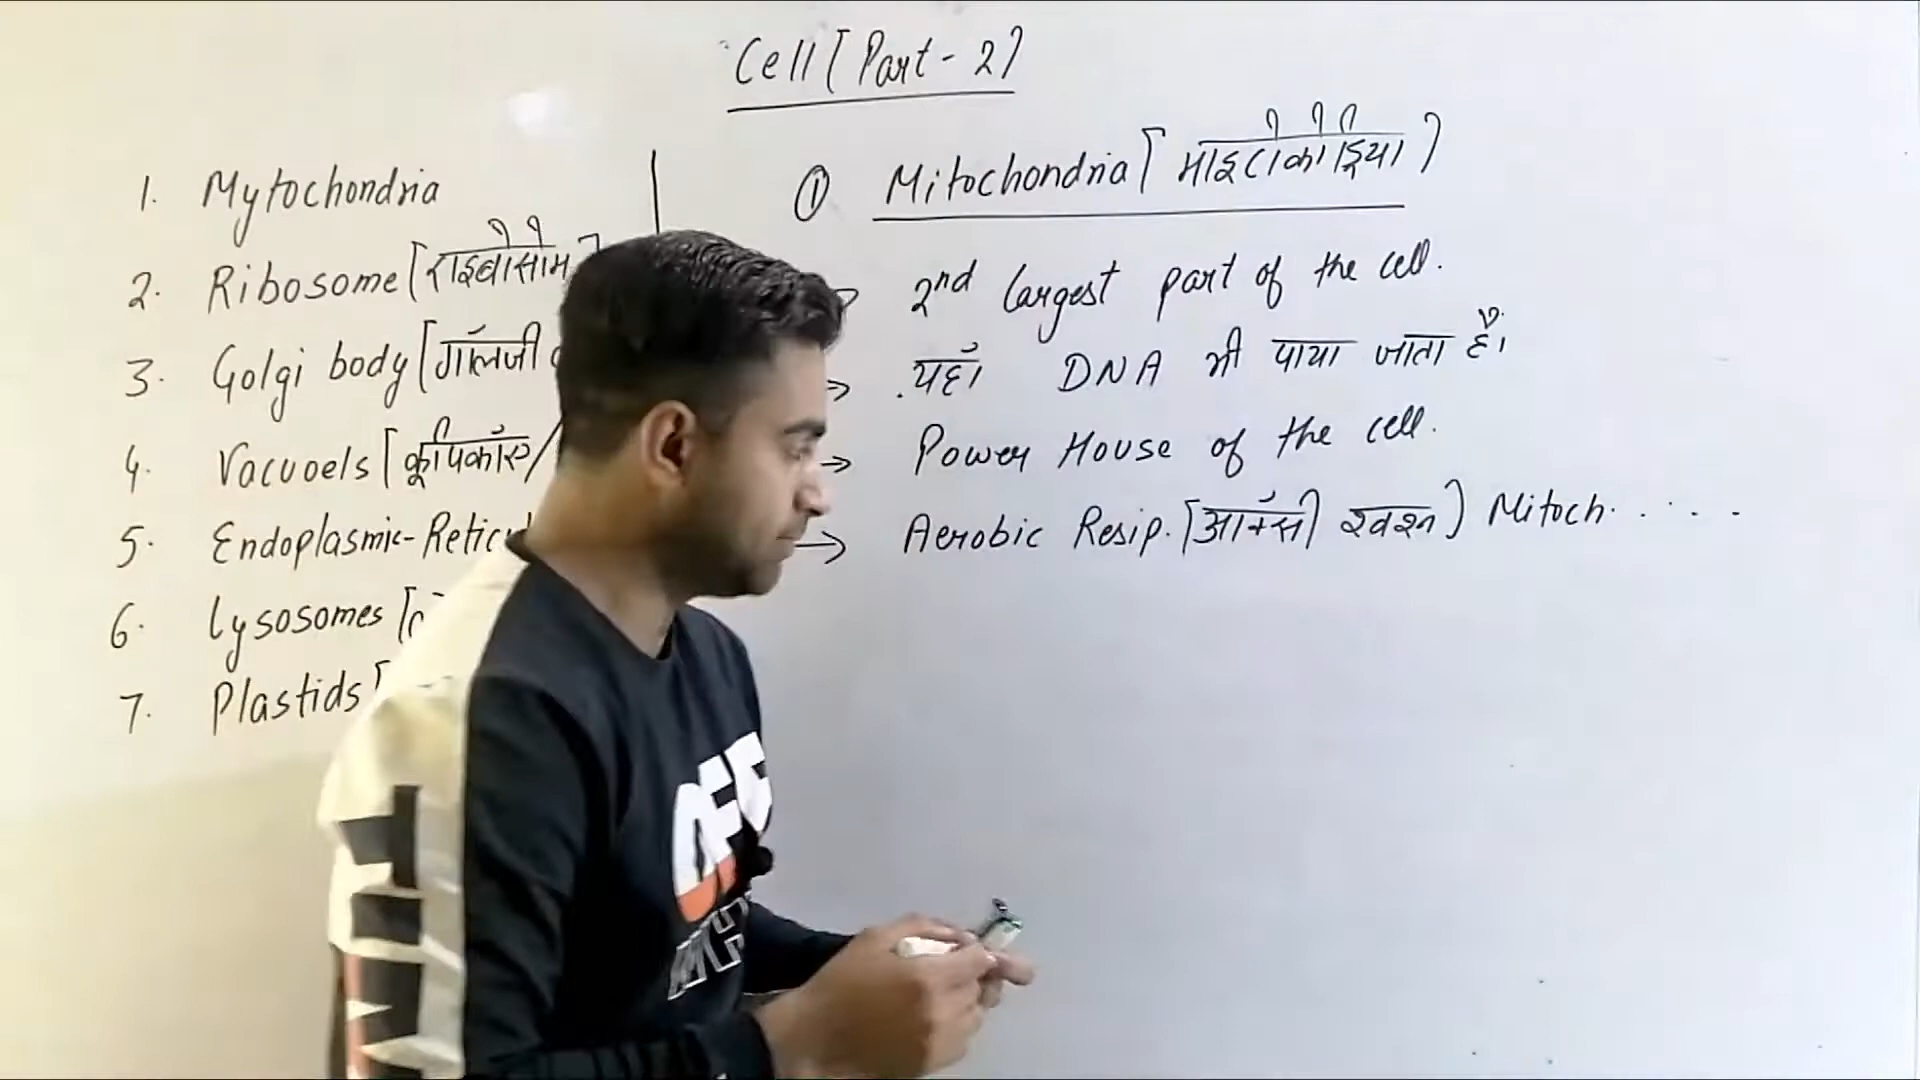 Cell [Part-2]
1. Mytochondria
2. Ribosome [राइबोसोम]
3. Golgi body [गॉल्जी
4. Vacuoels [
5. Endoplasmic-Reticu
6. Lysosomes [
7. Plastids [
① Mitochondria [माइटोकोंड्रिया]
2nd largest part of the cell.
→ यहाँ DNA भी पाया जाता है।
→ Power House of the cell.
→ Aerobic Resip. [ऑक्सी श्वशन] Mitoch. . . . .